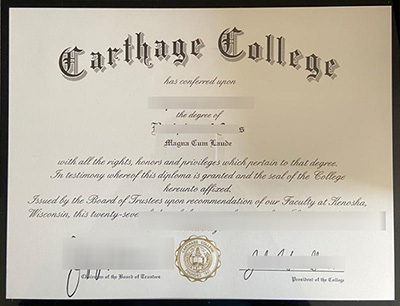 Carthage College
has conferred upon
the degree of
Magna Cum Laude
with all the rights, honors and privileges which pertain to that degree.
In testimony whereof this diploma is granted and the seal of the College
hereunto affixed.
Issued by the Board of Trustees upon recommendation of our Faculty at Kenosha,
Wisconsin, this twenty-seve
of the Board of Trustees
President of the College